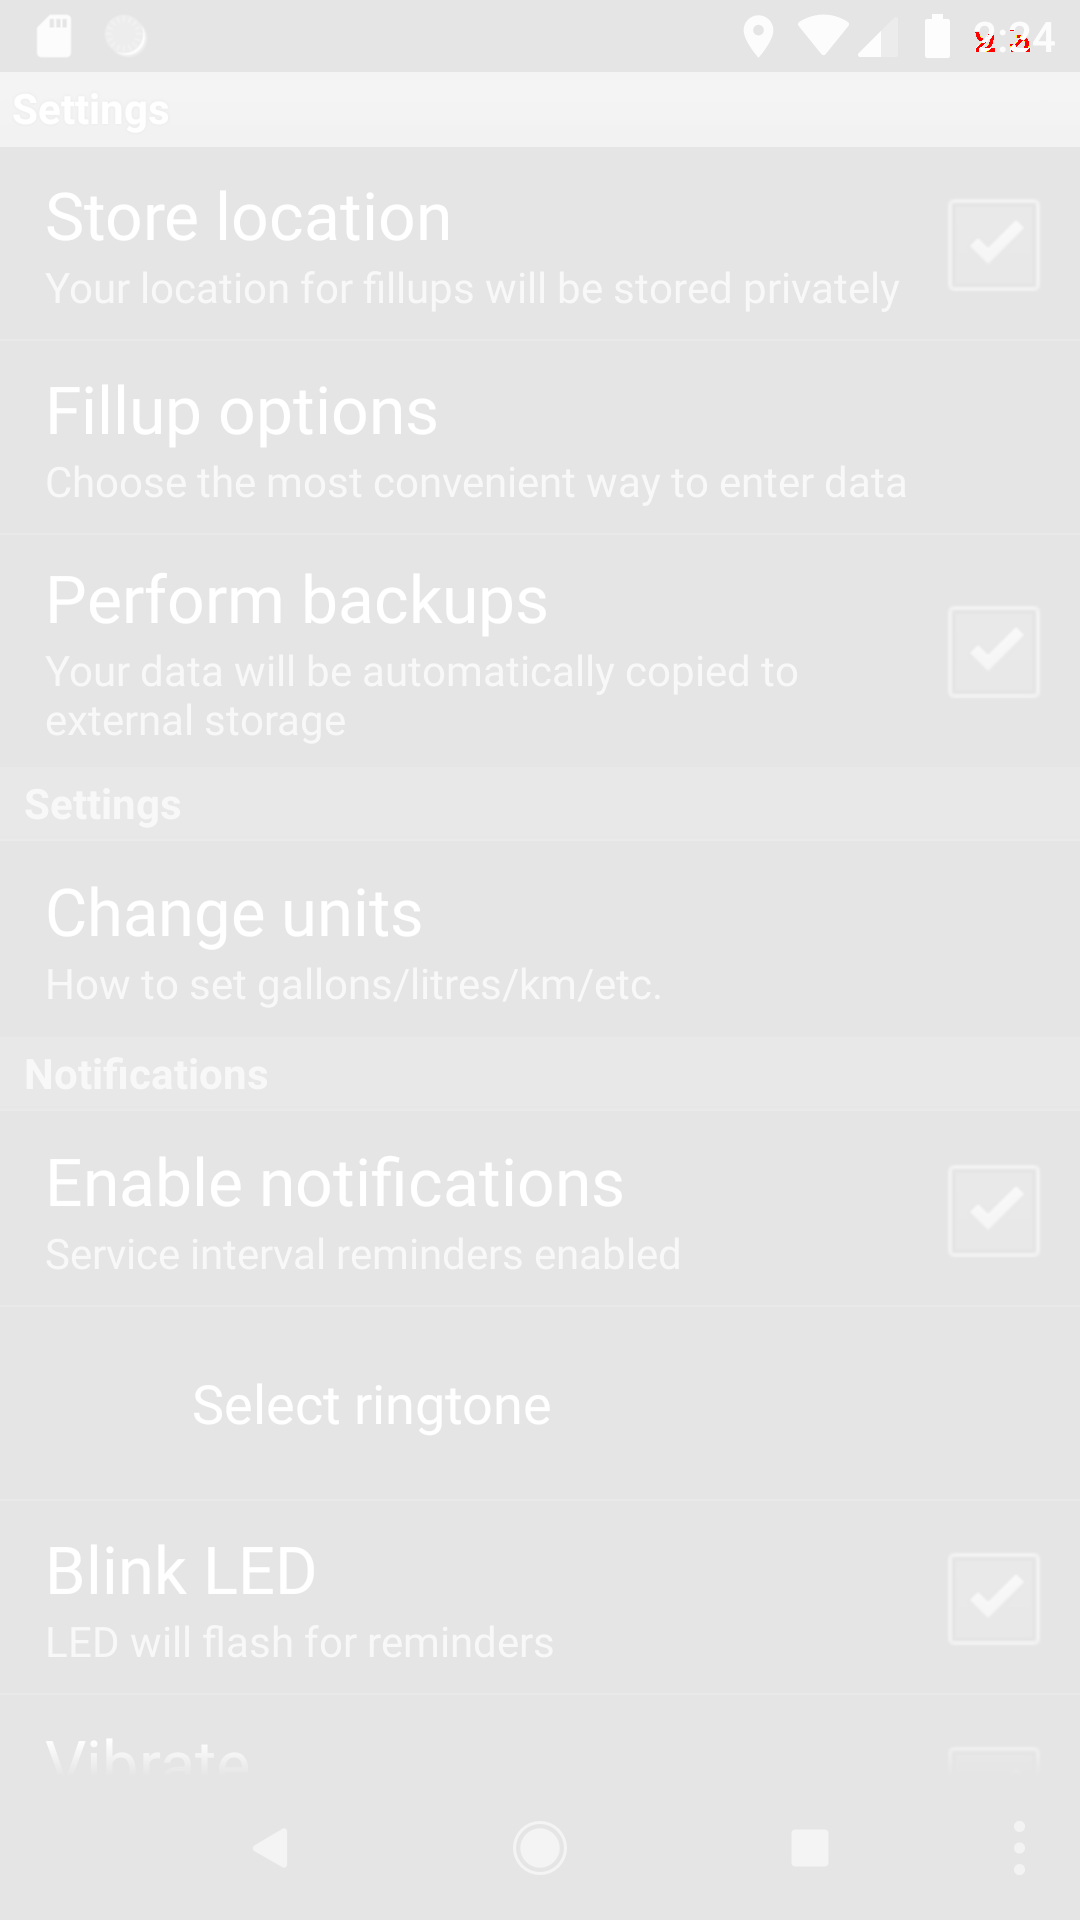 Settings
Store location
Your location for fillups will be stored privately
Fillup options
Choose the most convenient way to enter data
Perform backups
Your data will be automatically copied to
external storage
Settings
Change units
How to set gallons/litres/km/etc.
Notifications
Enable notifications
Service interval reminders enabled
Select ringtone
Blink LED
LED will flash for reminders
Vibrate